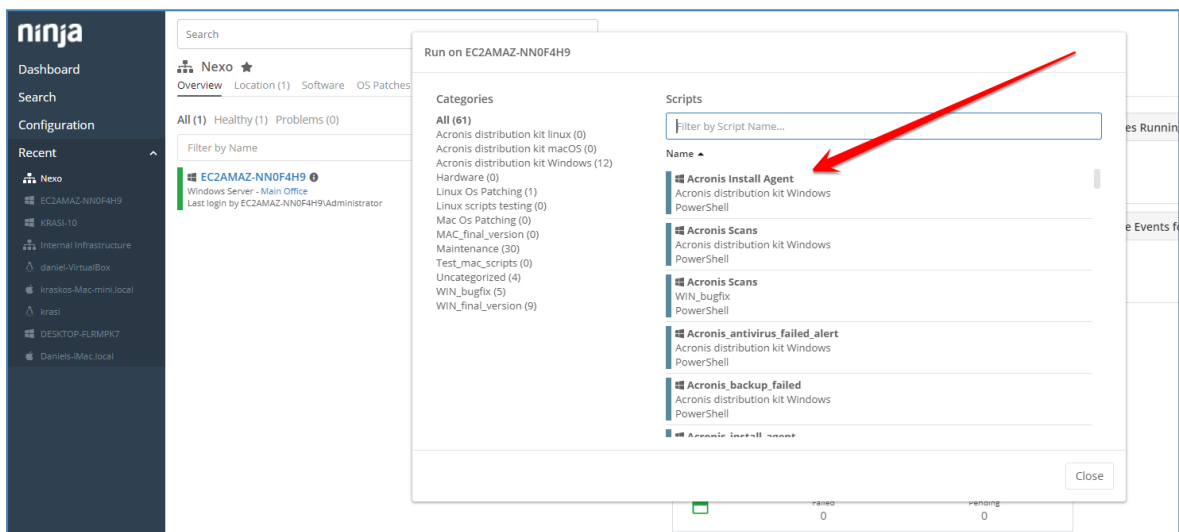 ninja
Dashboard
Search
Configuration
Recent
Nexo
EC2AMAZ-NN0F4H9
KRASI-10
Internal Infrastructure
daniel-VirtualBox
kraskos-Mac-mini.local
krasi
DESKTOP-FLRMPK7
Daniels-iMac.local
Search
Nexo
Overview Location (1) Software OS Patches
All (1) Healthy (1) Problems (0)
Filter by Name
EC2AMAZ-NN0F4H9
Windows Server - Main Office
Last login by EC2AMAZ-NN0F4H9\Administrator
Run on EC2AMAZ-NN0F4H9
Categories
All (61)
Acronis distribution kit linux (0)
Acronis distribution kit macOS (0)
Acronis distribution kit Windows (12)
Hardware (0)
Linux Os Patching (1)
Linux scripts testing (0)
Mac Os Patching (0)
MAC_final_version (0)
Maintenance (30)
Test_mac_scripts (0)
Uncategorized (4)
WIN_bugfix (5)
WIN_final_version (9)
Scripts
Filter by Script Name...
Name
Acronis Install Agent
Acronis distribution kit Windows
PowerShell
Acronis Scans
Acronis distribution kit Windows
PowerShell
Acronis Scans
WIN_bugfix
PowerShell
Acronis_antivirus_failed_alert
Acronis distribution kit Windows
PowerShell
Acronis_backup_failed
Acronis distribution kit Windows
PowerShell
Acronis_install_agent
Close
es Runnin
e Events fo
Failed
0
Pending
0